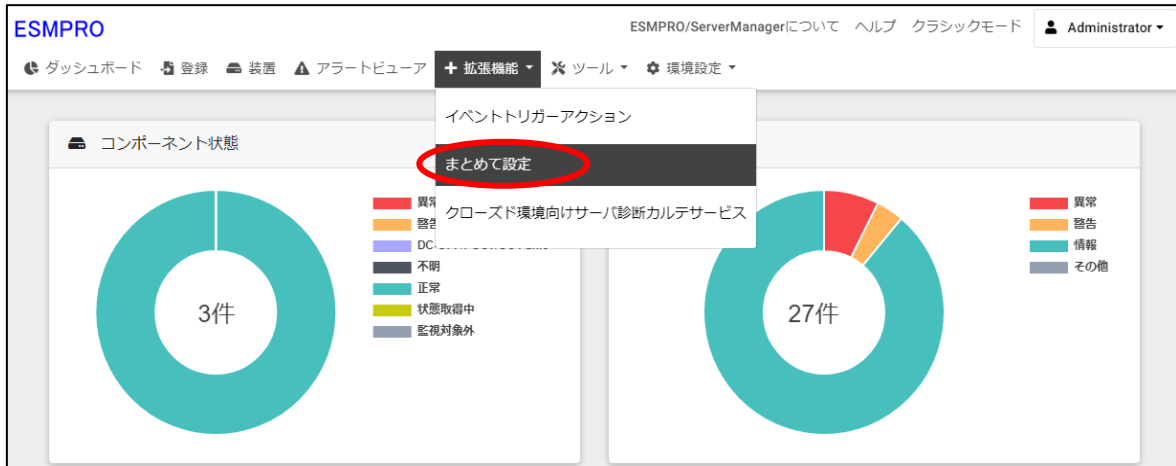 ESMPRO
ESMPRO/ServerManagerについて ヘルプ クラシックモード Administrator
ダッシュボード 登録 装置 アラートビューア 拡張機能 ツール 環境設定
イベントトリガーアクション
まとめて設定
クローズド環境向けサーバ診断カルテサービス
コンポーネント状態
3件
不明
正常
状態取得中
監視対象外
27件
異常
警告
情報
その他